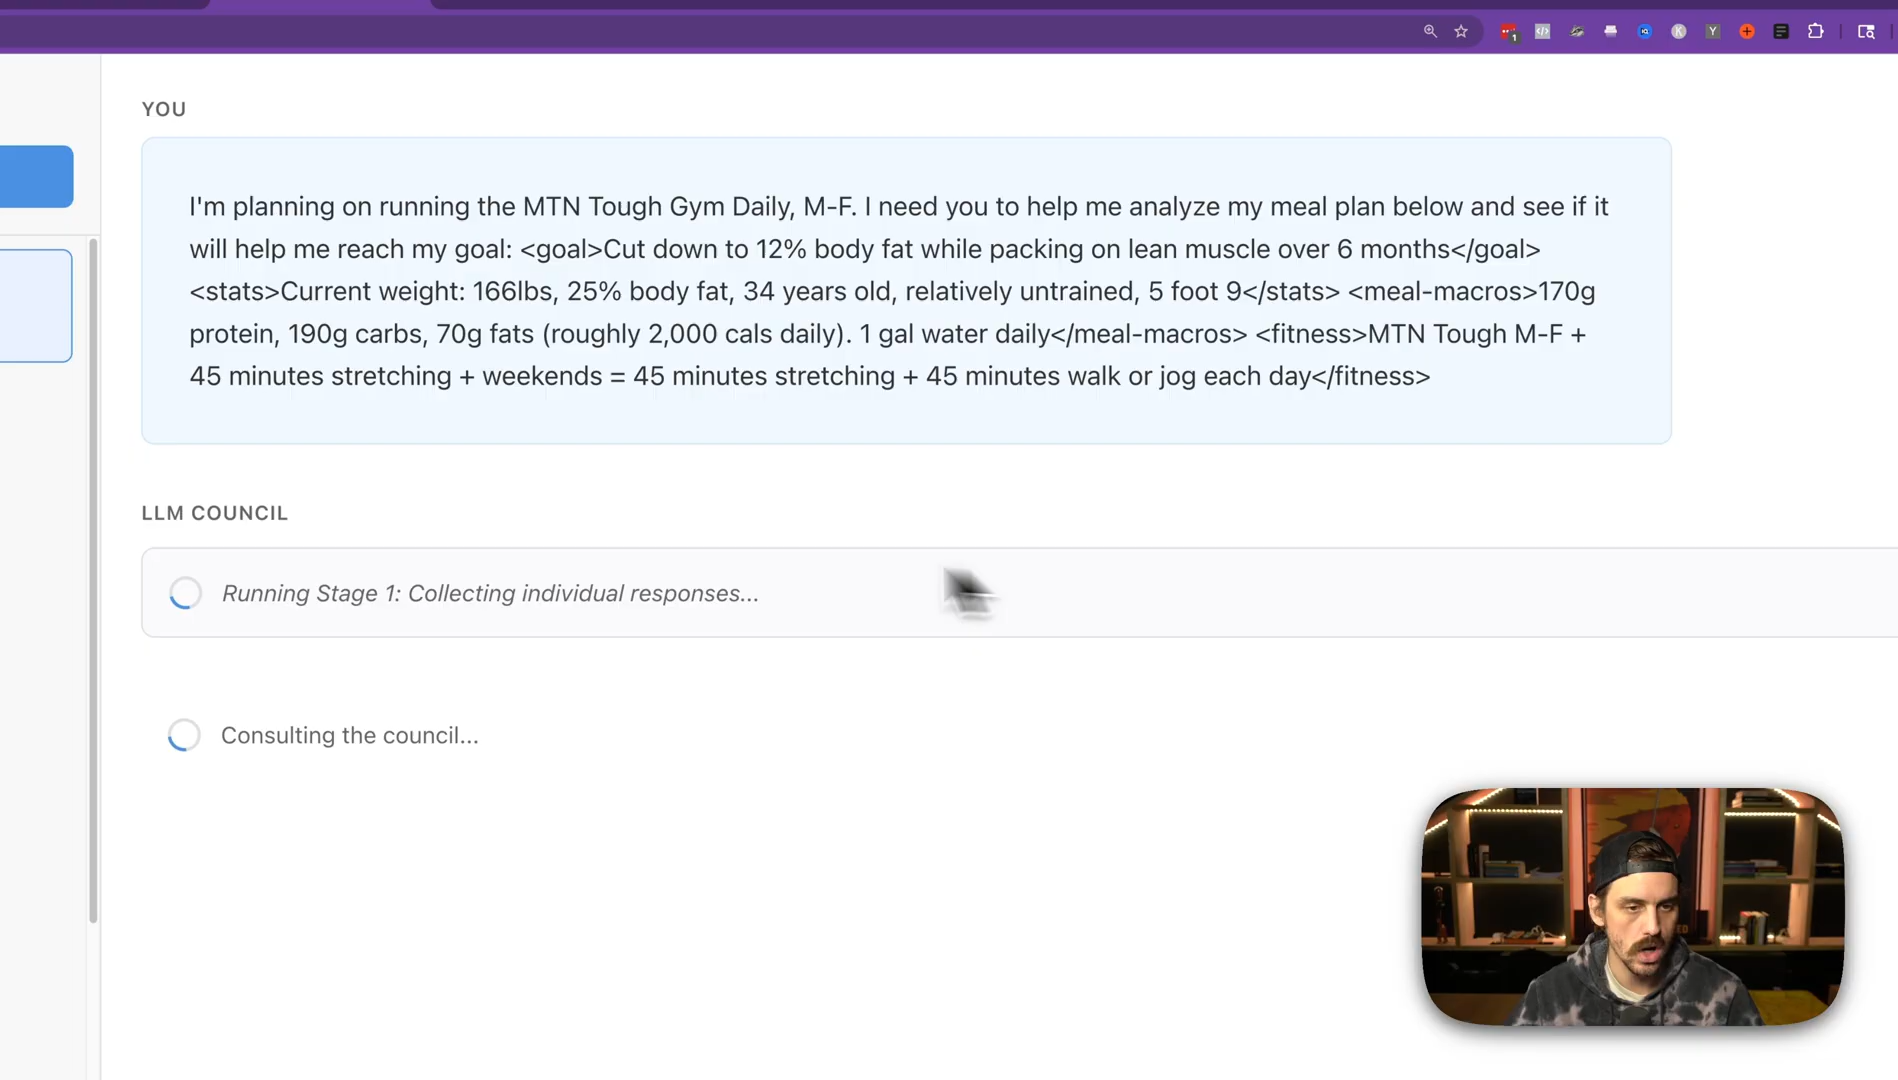 YOU
I'm planning on running the MTN Tough Gym Daily, M-F. I need you to help me analyze my meal plan below and see if it
will help me reach my goal: <goal>Cut down to 12% body fat while packing on lean muscle over 6 months</goal>
<stats>Current weight: 166lbs, 25% body fat, 34 years old, relatively untrained, 5 foot 9</stats> <meal-macros>170g
protein, 190g carbs, 70g fats (roughly 2,000 cals daily). 1 gal water daily</meal-macros> <fitness>MTN Tough M-F +
45 minutes stretching + weekends = 45 minutes stretching + 45 minutes walk or jog each day</fitness>
LLM COUNCIL
Running Stage 1: Collecting individual responses...
Consulting the council...